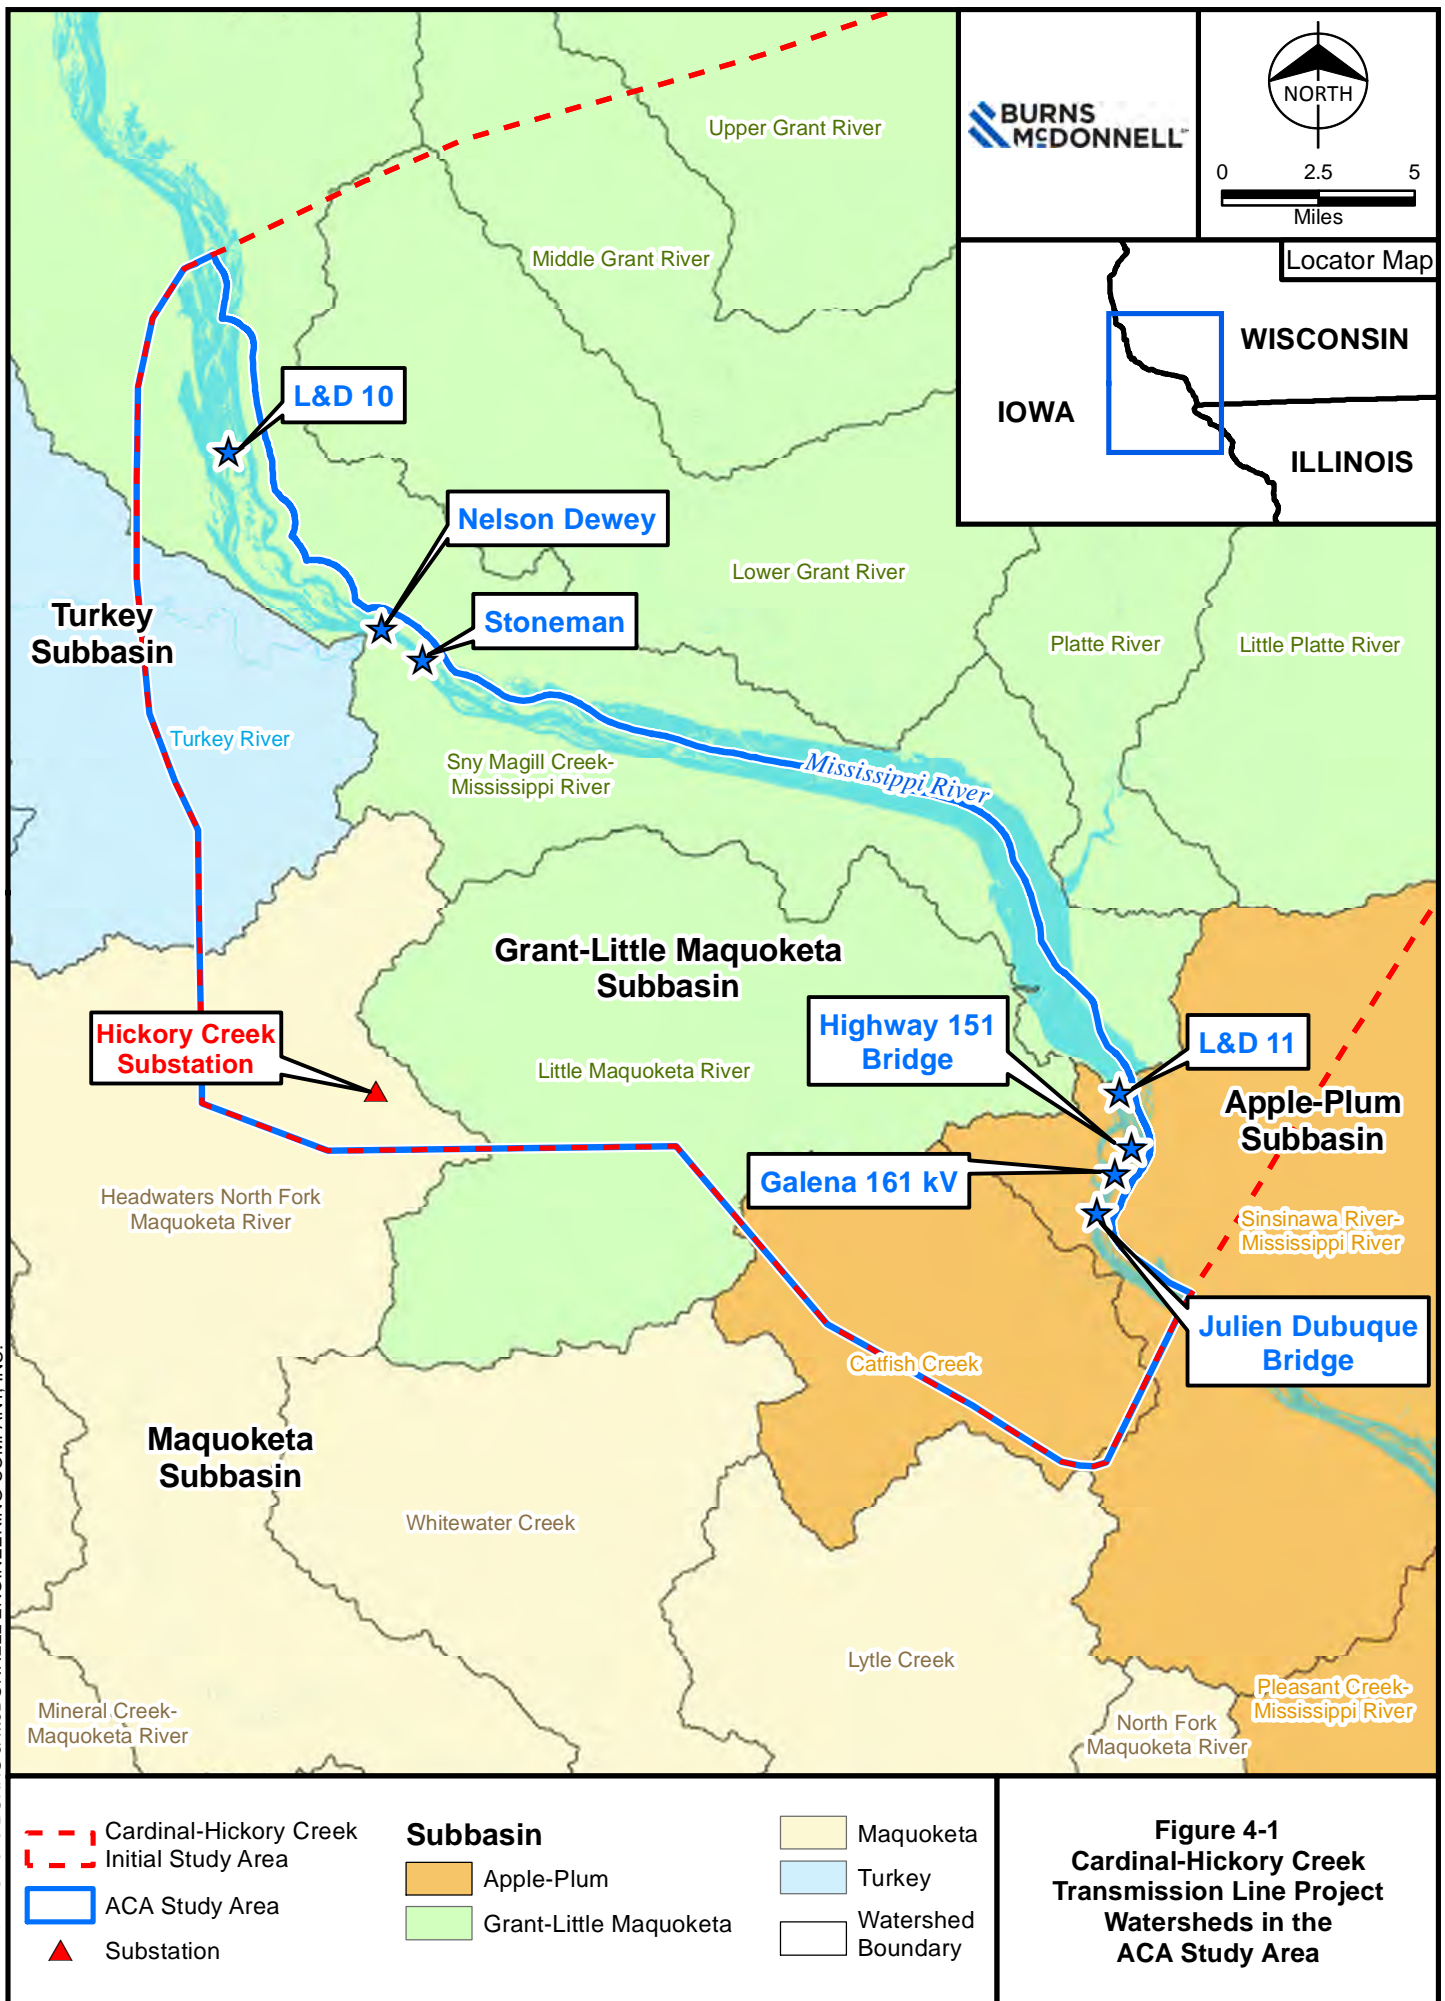 BURNS
McDONNELL
NORTH
0 2.5 5
Miles
Locator Map
WISCONSIN
IOWA
ILLINOIS
Upper Grant River
Middle Grant River
L&D 10
Nelson Dewey
Lower Grant River
Stoneman
Turkey
Subbasin
Platte River
Little Platte River
Turkey River
Sny Magill Creek-
Mississippi River
Mississippi River
Grant-Little Maquoketa
Subbasin
Highway 151
Bridge
L&D 11
Hickory Creek
Substation
Little Maquoketa River
Apple-Plum
Subbasin
Galena 161 kV
Headwaters North Fork
Maquoketa River
Sinsinawa River-
Mississippi River
Julien Dubuque
Bridge
Catfish Creek
Maquoketa
Subbasin
Whitewater Creek
Lytle Creek
Mineral Creek-
Maquoketa River
North Fork
Maquoketa River
Pleasant Creek-
Mississippi River
Cardinal-Hickory Creek
Initial Study Area
ACA Study Area
Substation
Subbasin
Apple-Plum
Grant-Little Maquoketa
Maquoketa
Turkey
Watershed
Boundary
Figure 4-1
Cardinal-Hickory Creek
Transmission Line Project
Watersheds in the
ACA Study Area